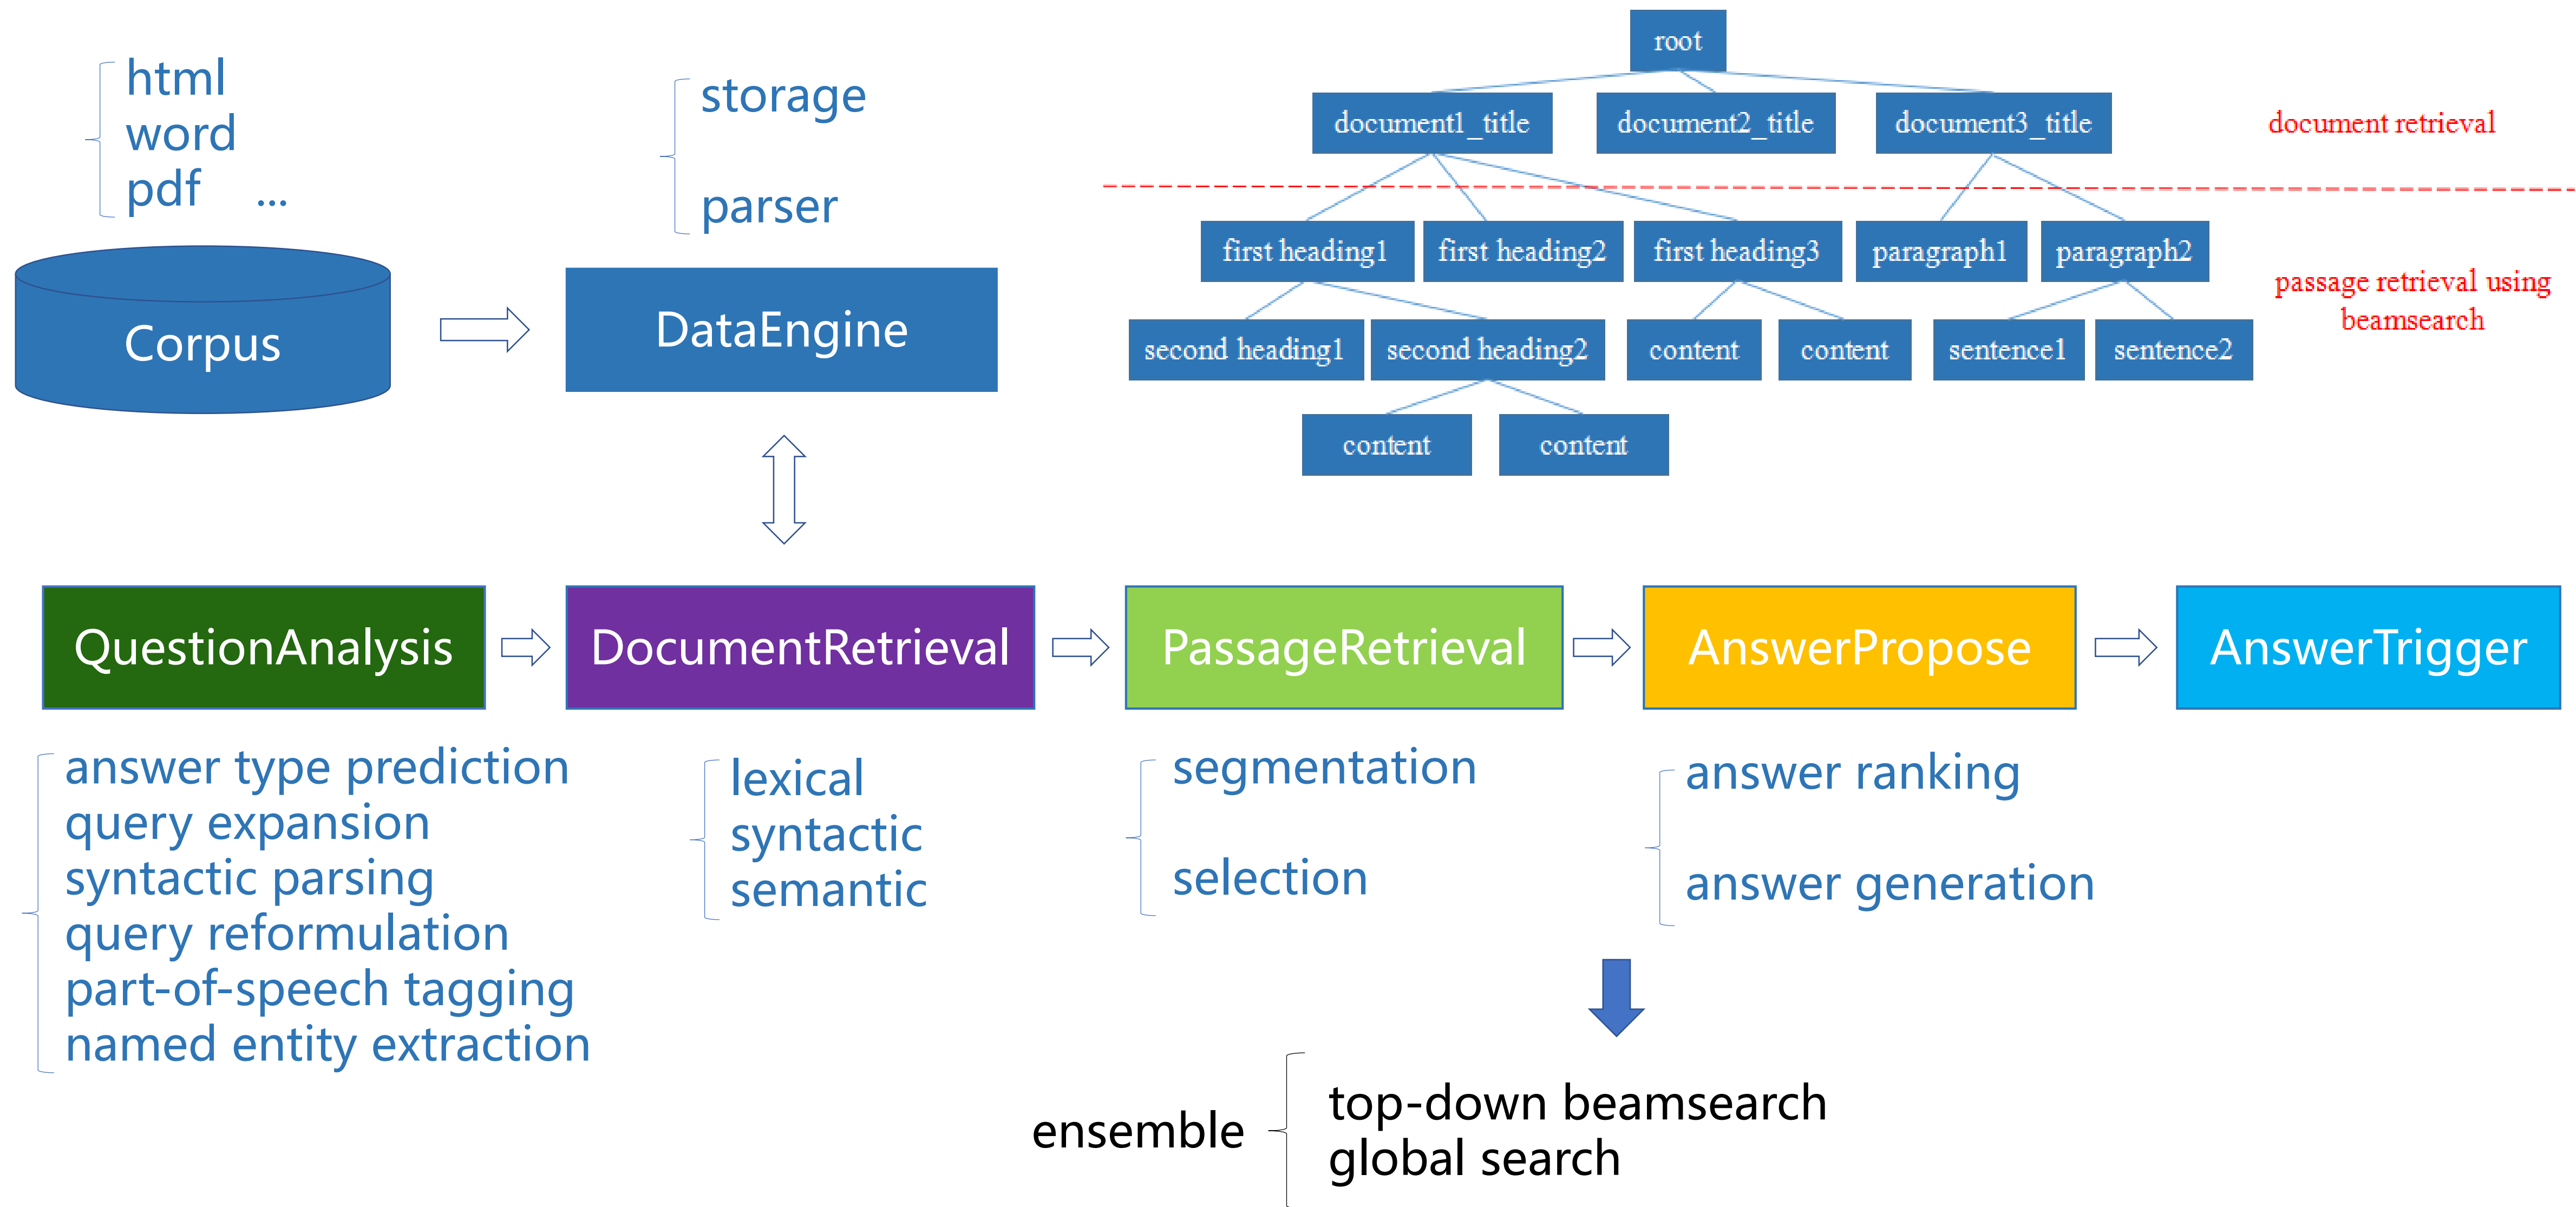 html
word
pdf ...
Corpus
storage
parser
DataEngine
root
document1_title document2_title document3_title
document retrieval
first heading1 first heading2 first heading3 paragraph1 paragraph2
passage retrieval using
beamsearch
second heading1 second heading2 content content sentence1 sentence2
content content
QuestionAnalysis DocumentRetrieval PassageRetrieval AnswerPropose AnswerTrigger
answer type prediction
query expansion
syntactic parsing
query reformulation
part-of-speech tagging
named entity extraction
lexical
syntactic
semantic
segmentation
selection
answer ranking
answer generation
ensemble
top-down beamsearch
global search